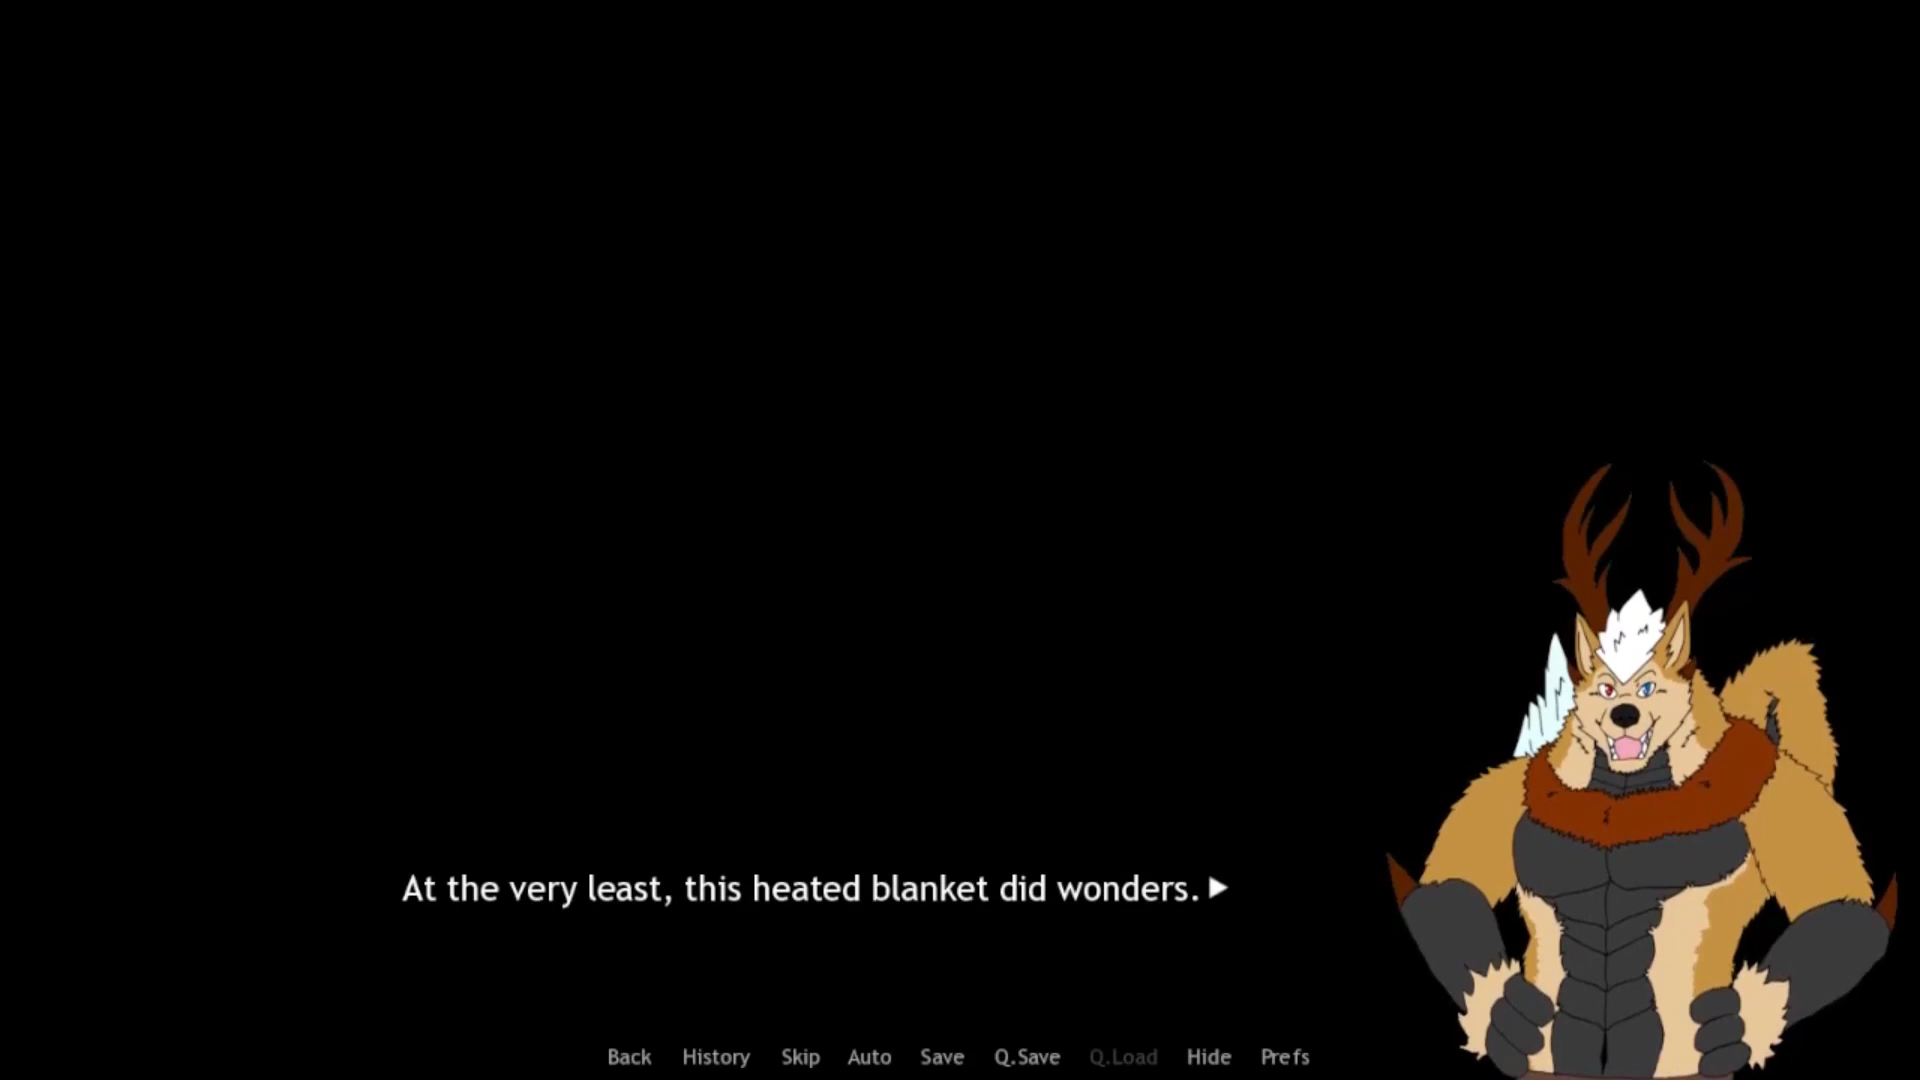 At the very least, this heated blanket did wonders.
Back History Skip Auto Save Q.Save Q.Load Hide Prefs